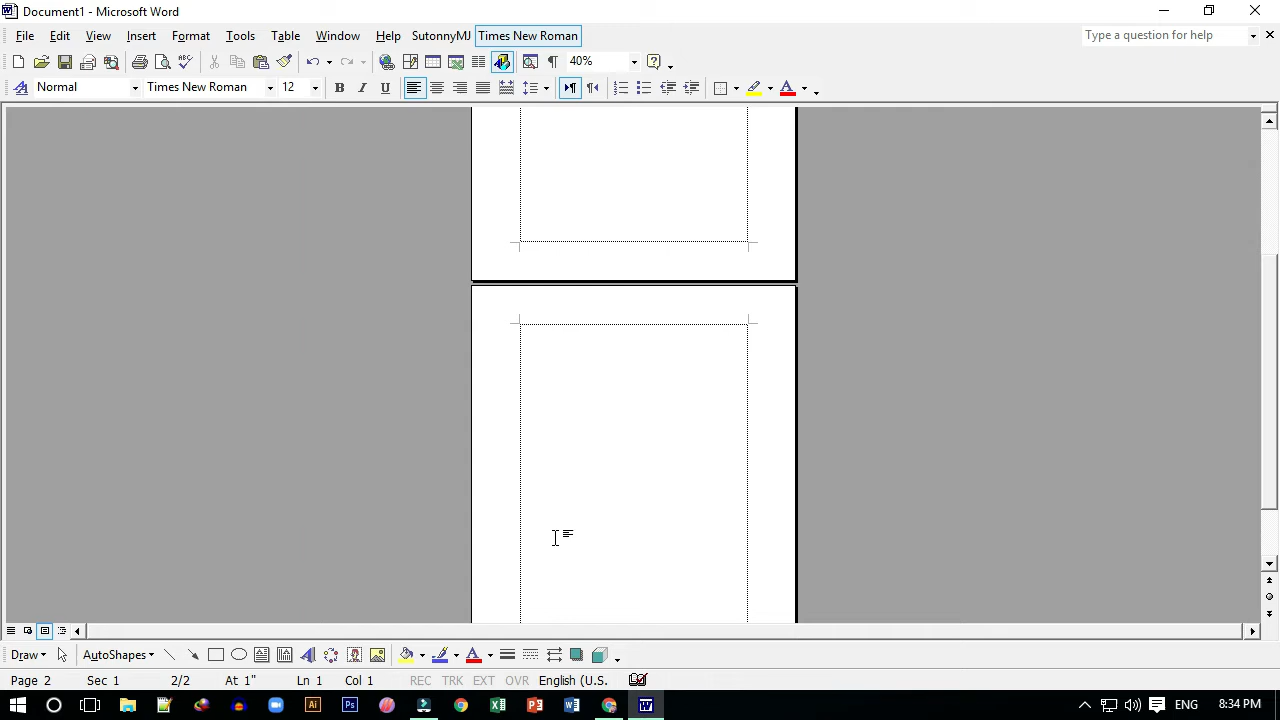 Document1 - Microsoft Word
File Edit View Insert Format Tools Table Window Help SutonnyMJ Times New Roman Type a question for help
40%
Normal Times New Roman 12 B I U A
Draw AutoShapes A
Page 2 Sec 1 2/2 At 1" Ln 1 Col 1 REC TRK EXT OVR English (U.S.
ENG 8:34 PM